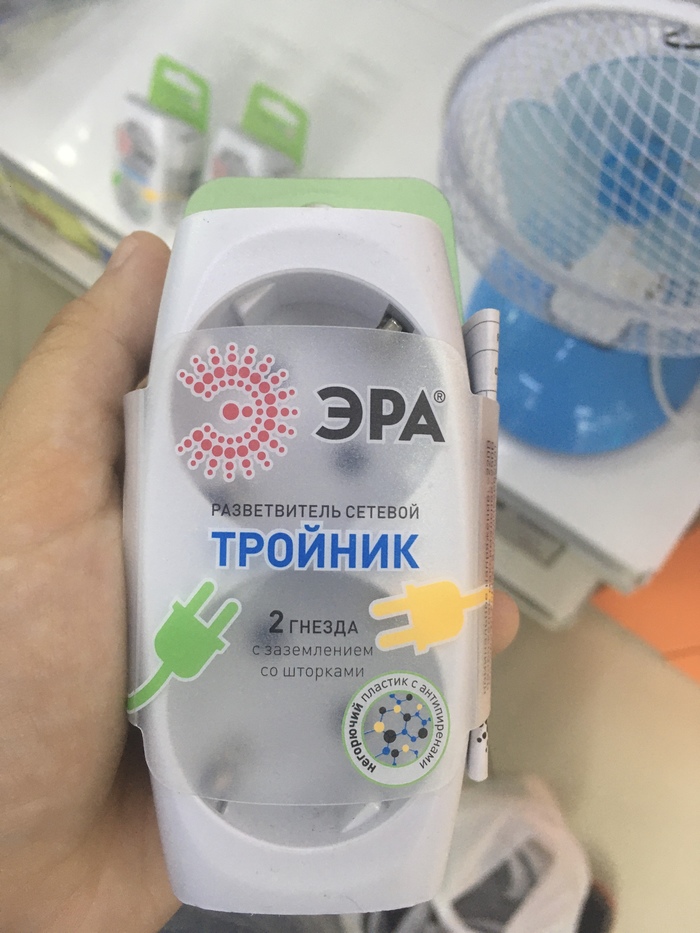 ЭРА®
РАЗВЕТВИТЕЛЬ СЕТЕВОЙ
ТРОЙНИК
2 ГНЕЗДА
с заземлением
со шторками
негорючий пластик с антипиренами